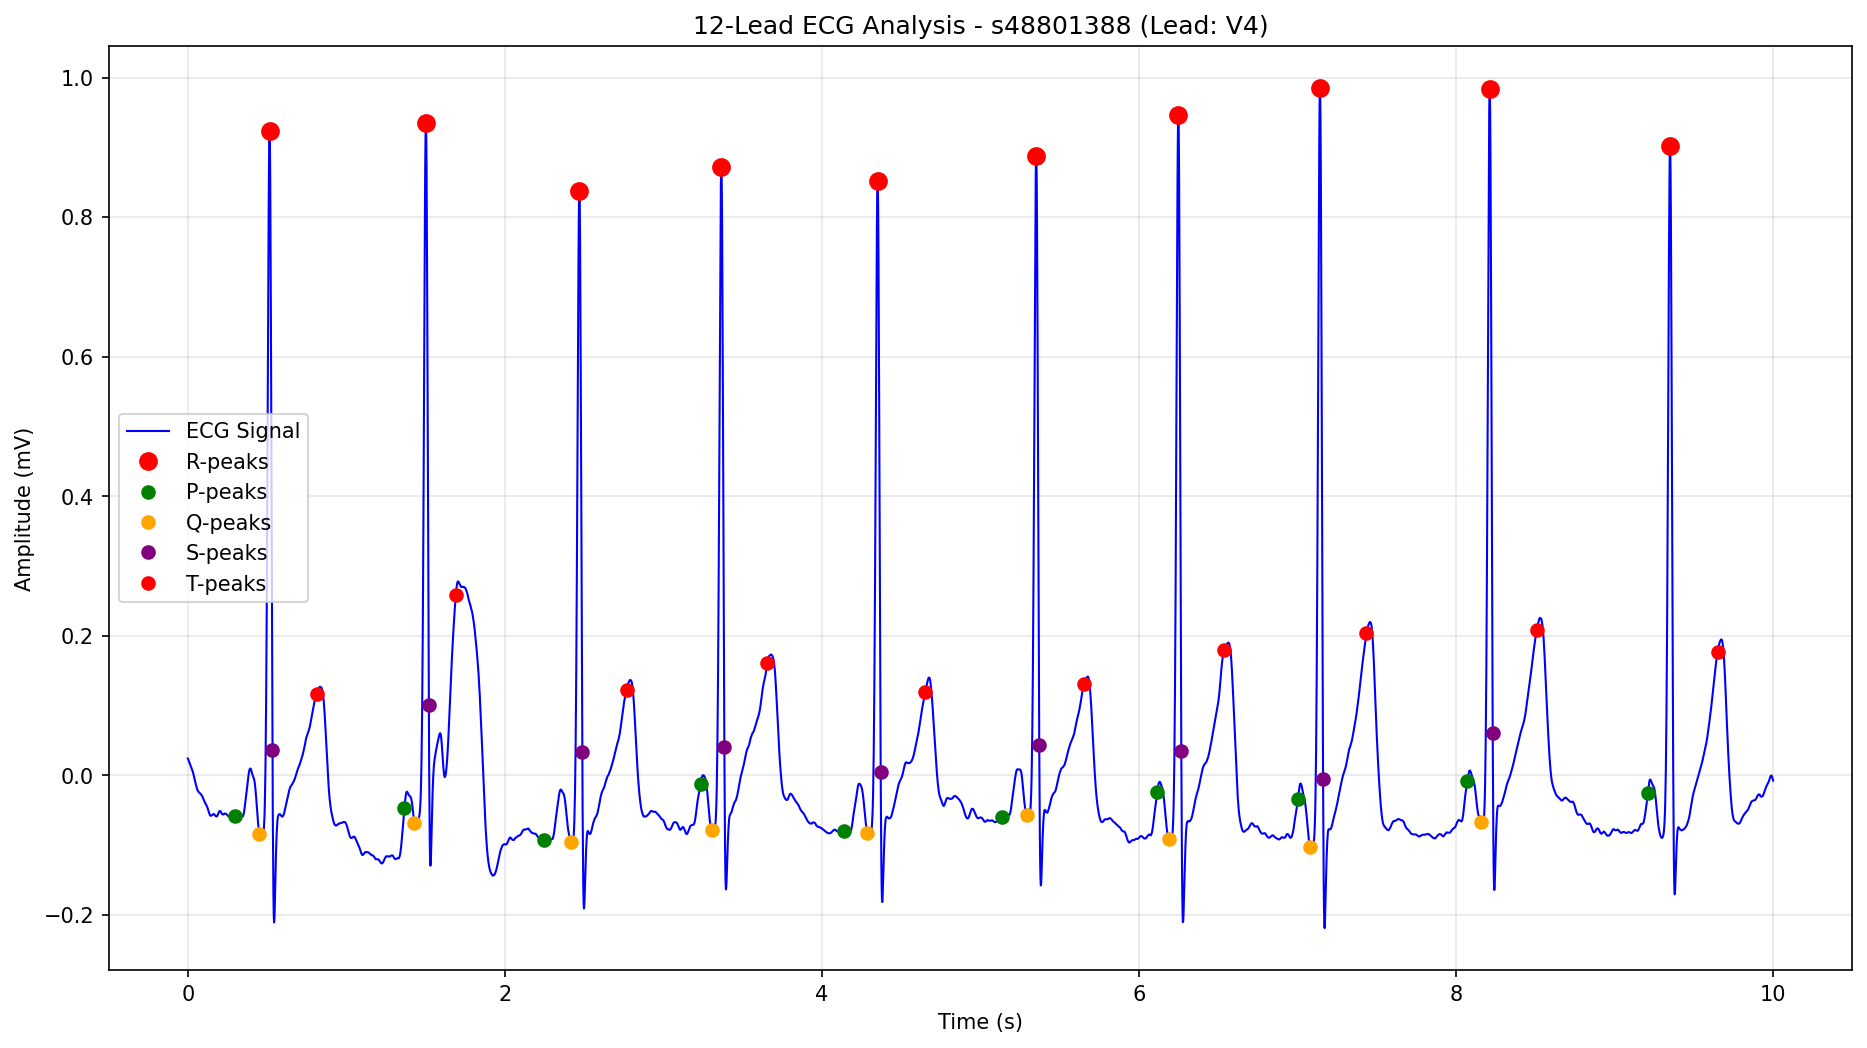 12-Lead ECG Analysis - s48801388 (Lead: V4)
1.0
0.8
0.6
0.4
0.2
0.0
−0.2
Amplitude (mV)
ECG Signal
R-peaks
P-peaks
Q-peaks
S-peaks
T-peaks
0 2 4 6 8 10
Time (s)